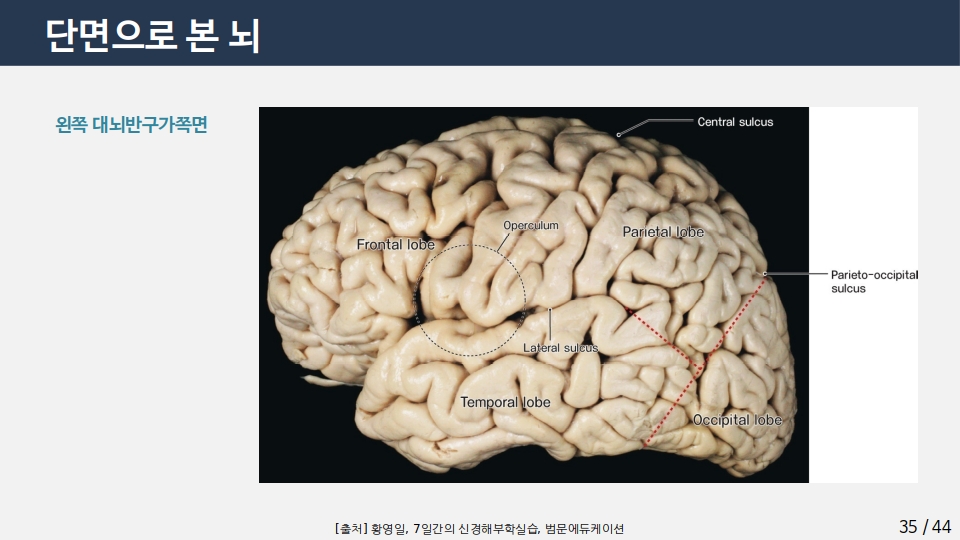 단면으로 본 뇌
왼쪽 대뇌반구가쪽면
Central sulcus
Operculum
Parietal lobe
Frontal lobe
Parieto-occipital
sulcus
Lateral sulcus
Temporal lobe
Occipital lobe
[출처] 황영일, 7일간의 신경해부학실습, 범문에듀케이션
35 / 44